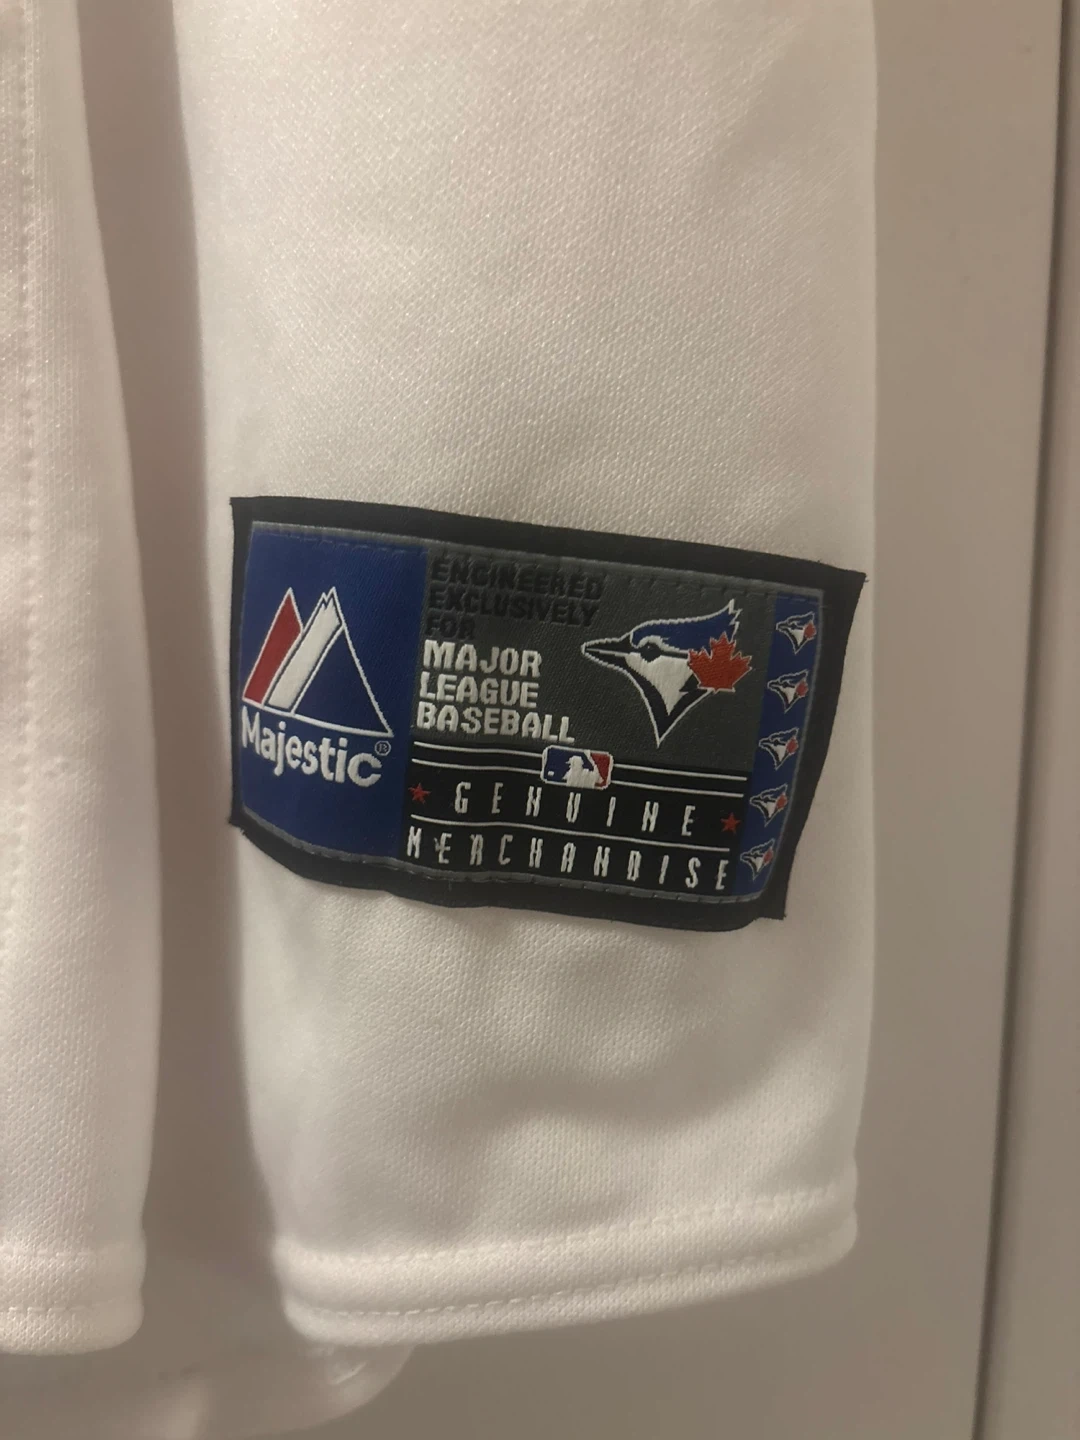 Majestic®
ENGINEERED
EXCLUSIVELY
FOR
MAJOR
LEAGUE
BASEBALL
GENUINE
MERCHANDISE